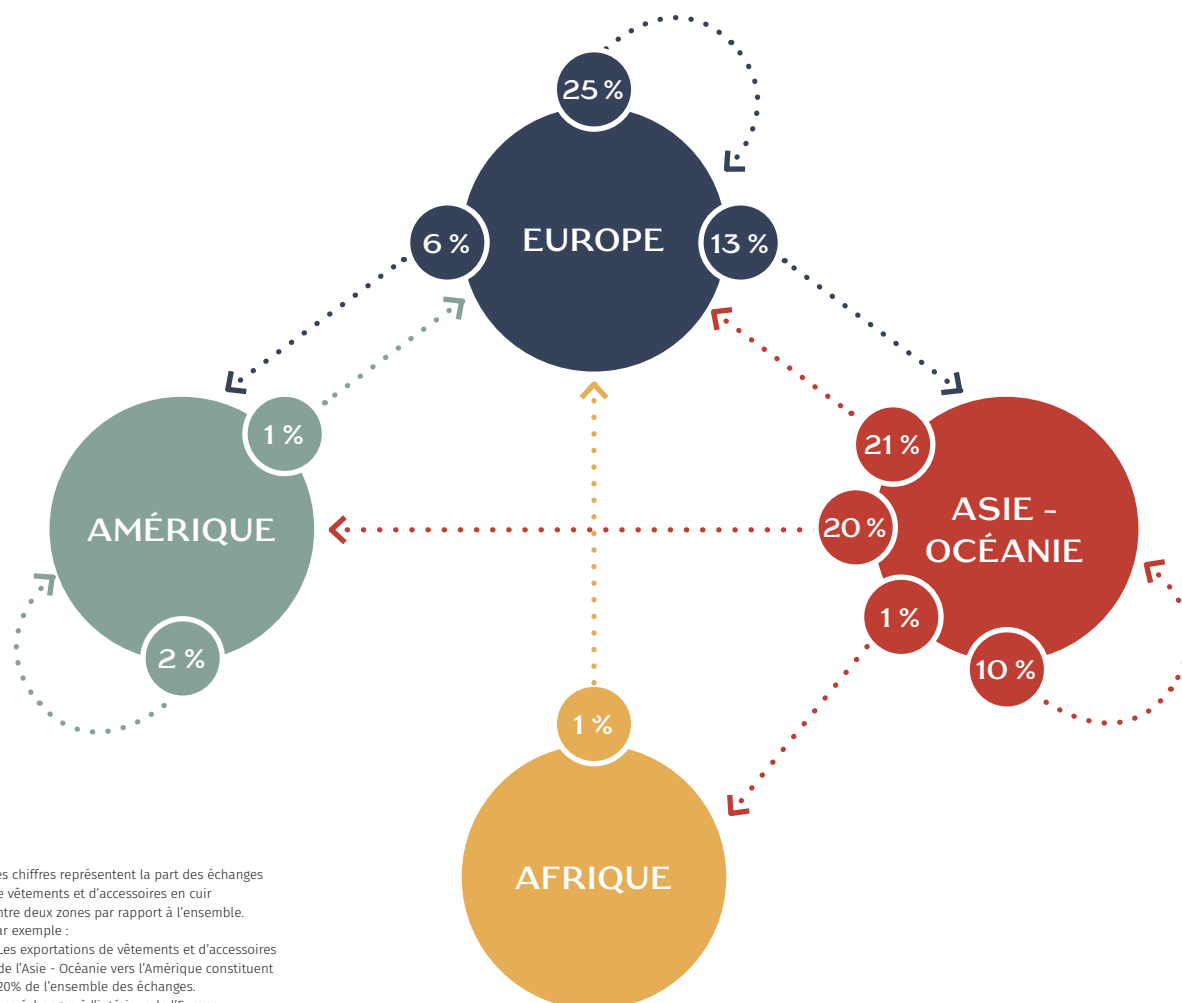 25 %
6 %
EUROPE
13 %
1 %
21 %
AMÉRIQUE
20 %
ASIE -
OCÉANIE
1 %
2 %
10 %
1 %
AFRIQUE
es chiffres représentent la part des échanges
e vêtements et d'accessoires en cuir
ntre deux zones par rapport à l'ensemble.
ar exemple :
Les exportations de vêtements et d'accessoires
de l'Asie - Océanie vers l'Amérique constituent
20% de l'ensemble des échanges.